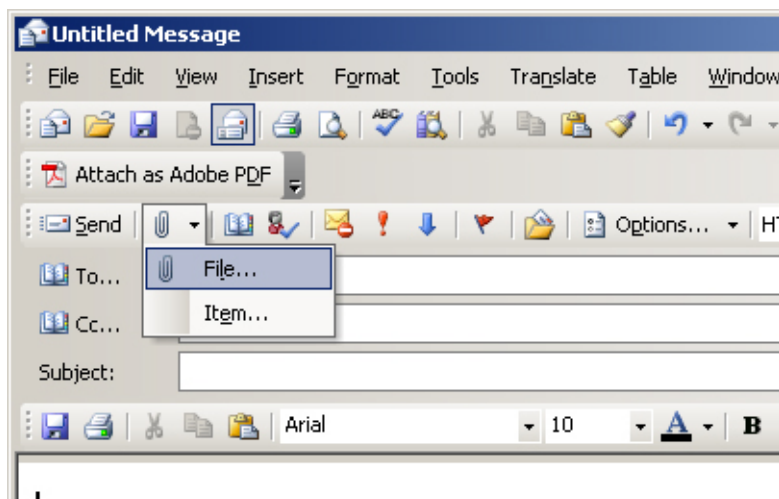 Untitled Message
File Edit View Insert Format Tools Translate Table Window
ABC
Attach as Adobe PDF
Send Options... HT
To... File...
Item...
Cc...
Subject:
Arial 10 A B